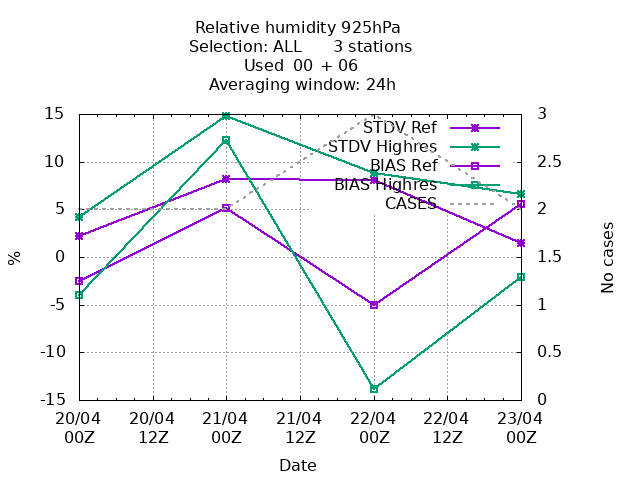 Relative humidity 925hPa
Selection: ALL 3 stations
Used 00 + 06
Averaging window: 24h
15
10
5
0
-5
-10
-15
%
3
2.5
2
1.5
1
0.5
0
No cases
STDV Ref
STDV Highres
BIAS Ref
BIAS Highres
CASES
20/04 20/04 21/04 21/04 22/04 22/04 23/04
00Z 12Z 00Z 12Z 00Z 12Z 00Z
Date